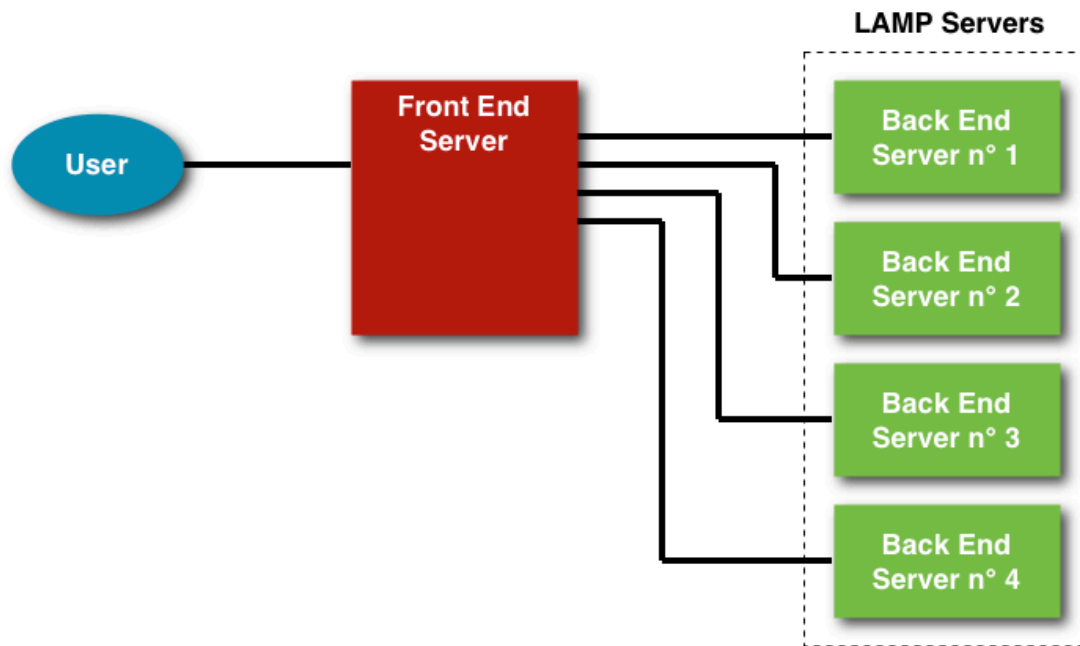 LAMP Servers
User
Front End
Server
Back End
Server n° 1
Back End
Server n° 2
Back End
Server n° 3
Back End
Server n° 4